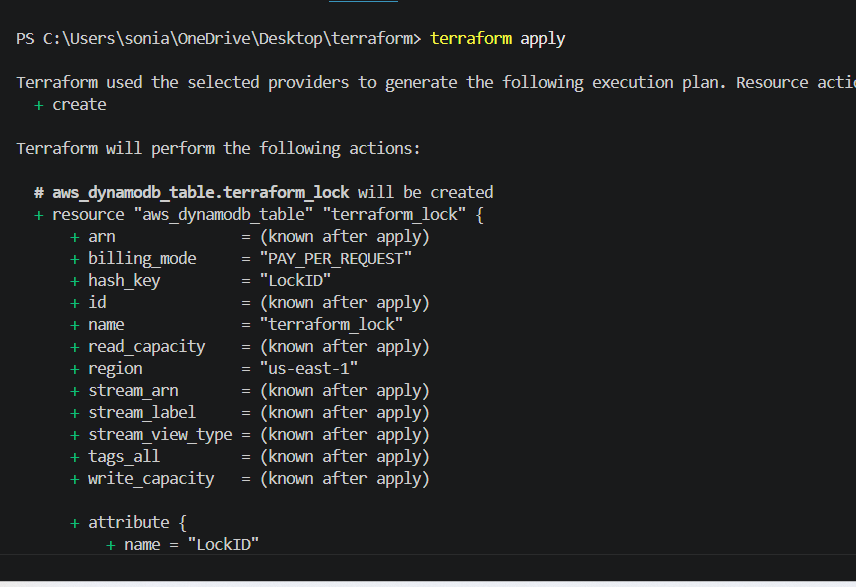 PS C:\Users\sonia\OneDrive\Desktop\terraform> terraform apply
Terraform used the selected providers to generate the following execution plan. Resource actio
+ create
Terraform will perform the following actions:
# aws_dynamodb_table.terraform_lock will be created
+ resource "aws_dynamodb_table" "terraform_lock" {
+ arn = (known after apply)
+ billing_mode = "PAY_PER_REQUEST"
+ hash_key = "LockID"
+ id = (known after apply)
+ name = "terraform_lock"
+ read_capacity = (known after apply)
+ region = "us-east-1"
+ stream_arn = (known after apply)
+ stream_label = (known after apply)
+ stream_view_type = (known after apply)
+ tags_all = (known after apply)
+ write_capacity = (known after apply)
+ attribute {
+ name = "LockID"